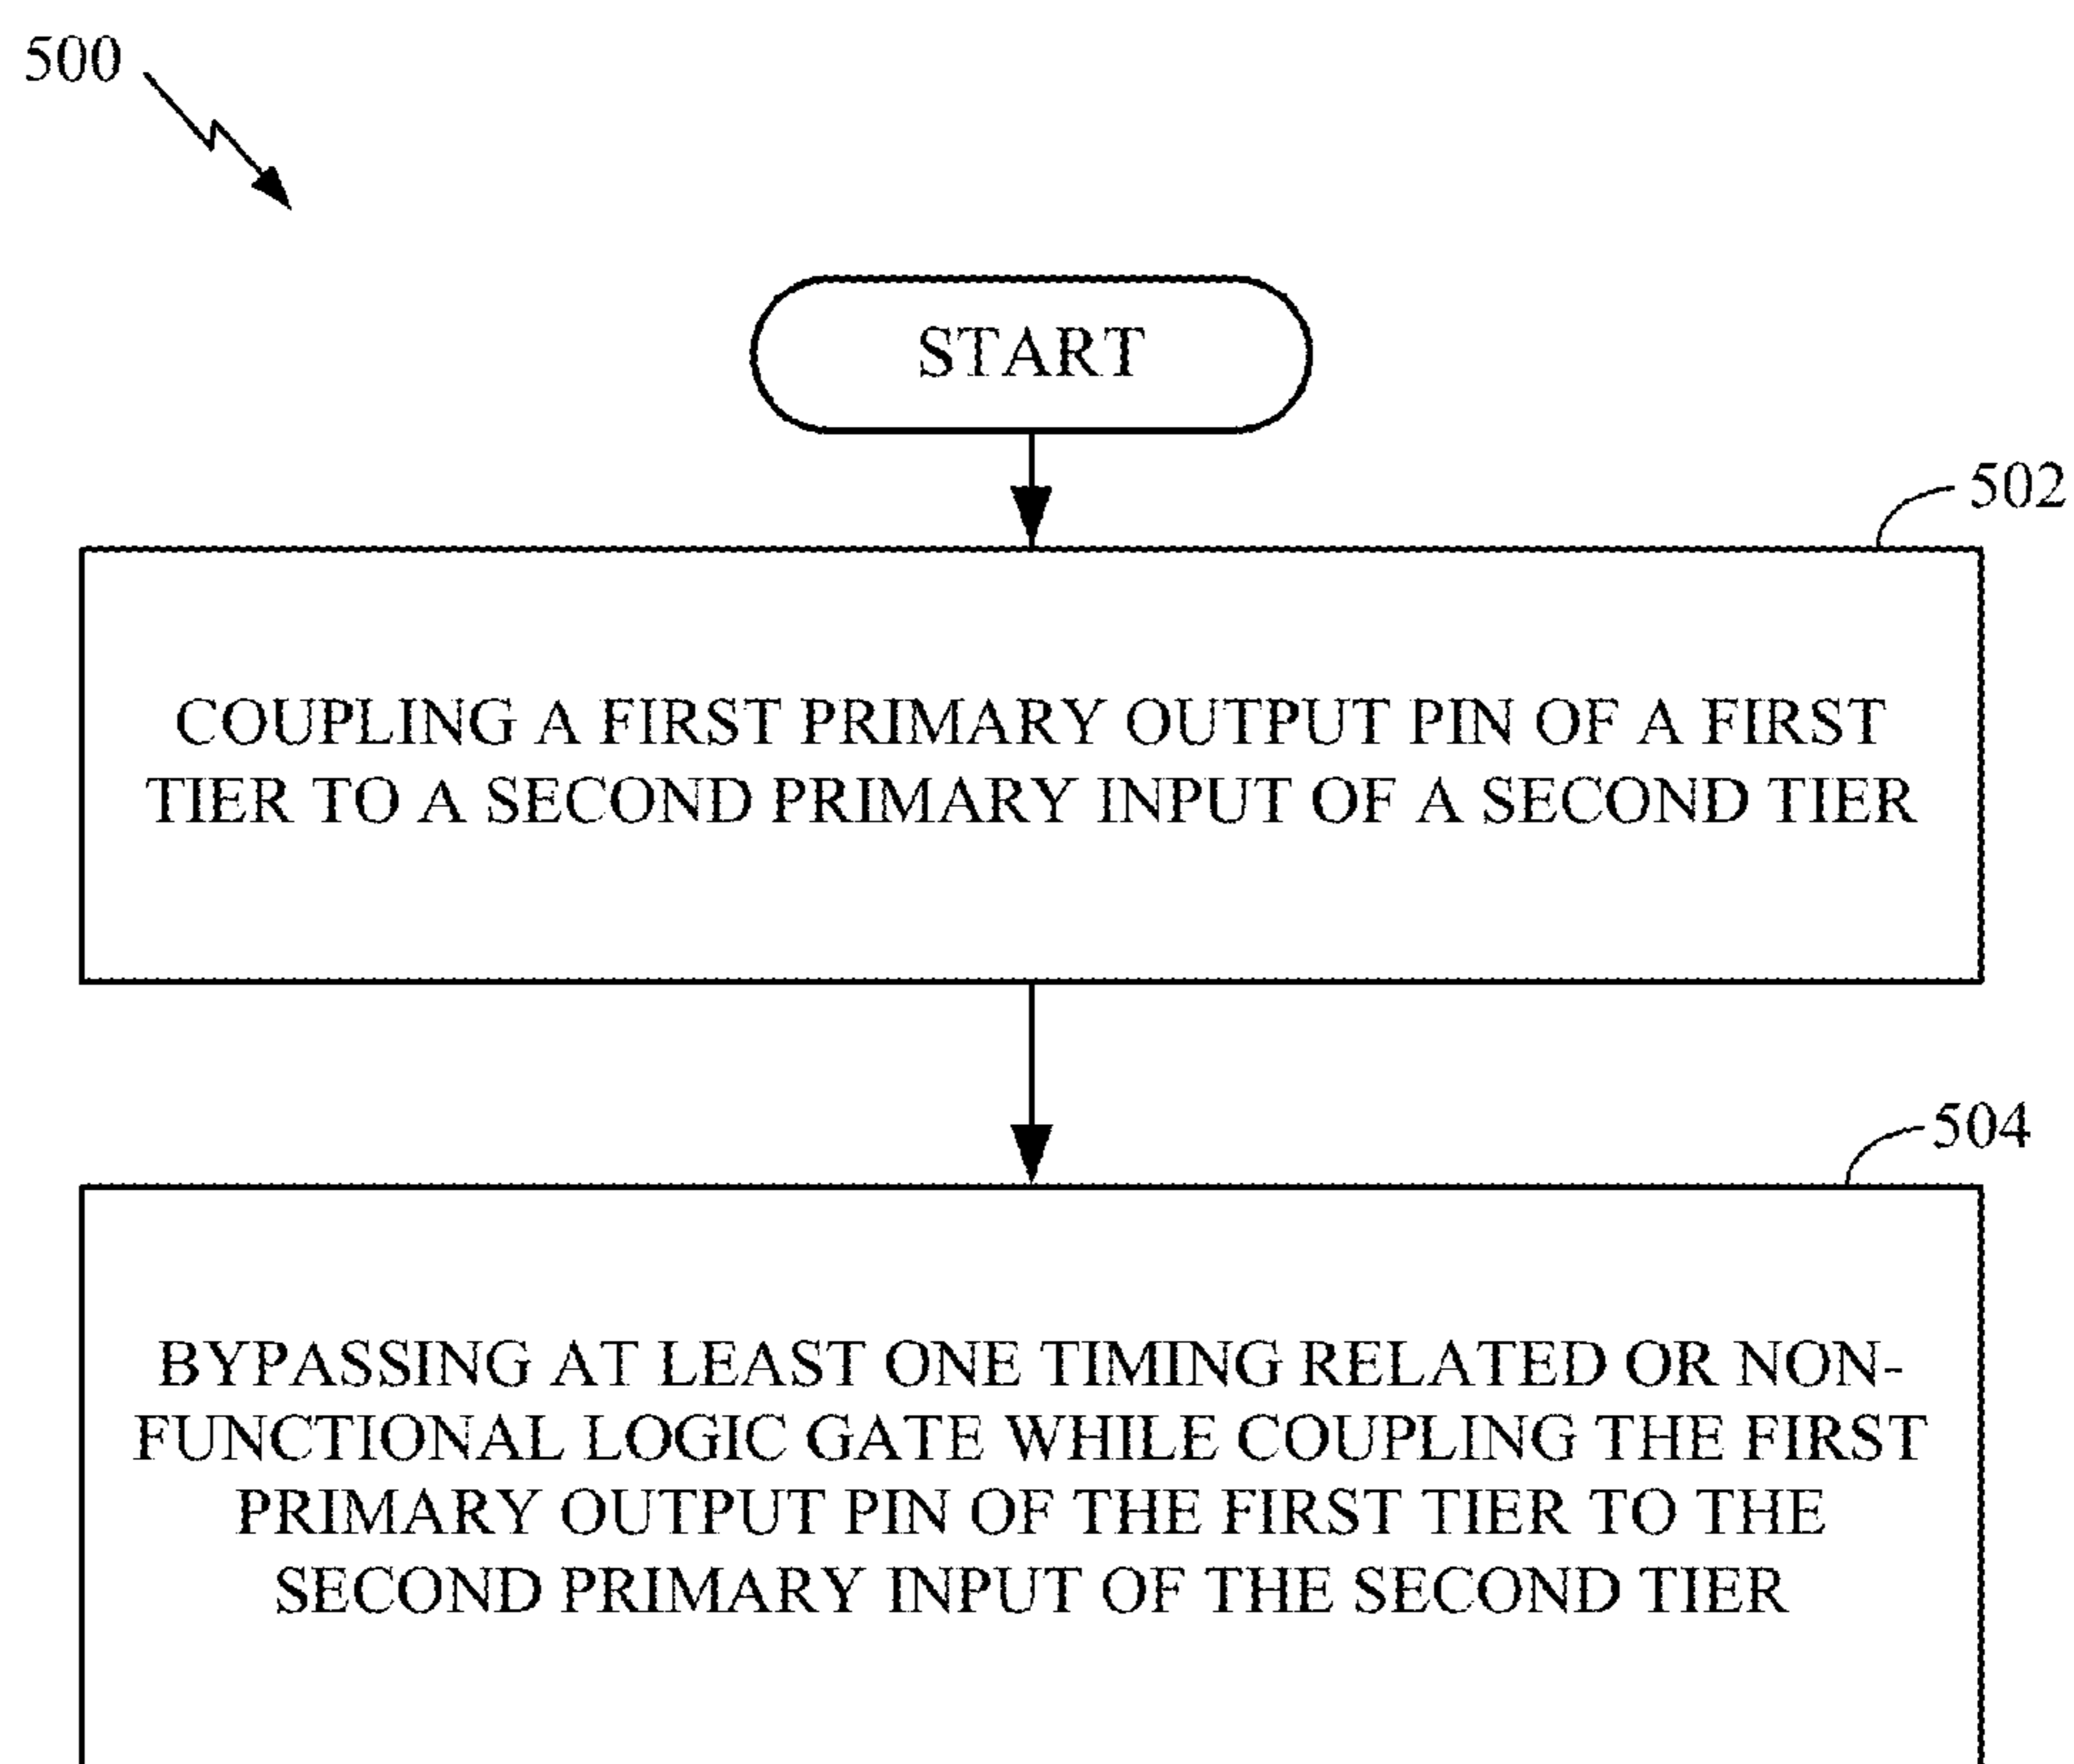 500
START
502
COUPLING A FIRST PRIMARY OUTPUT PIN OF A FIRST
TIER TO A SECOND PRIMARY INPUT OF A SECOND TIER
504
BYPASSING AT LEAST ONE TIMING RELATED OR NON-
FUNCTIONAL LOGIC GATE WHILE COUPLING THE FIRST
PRIMARY OUTPUT PIN OF THE FIRST TIER TO THE
SECOND PRIMARY INPUT OF THE SECOND TIER